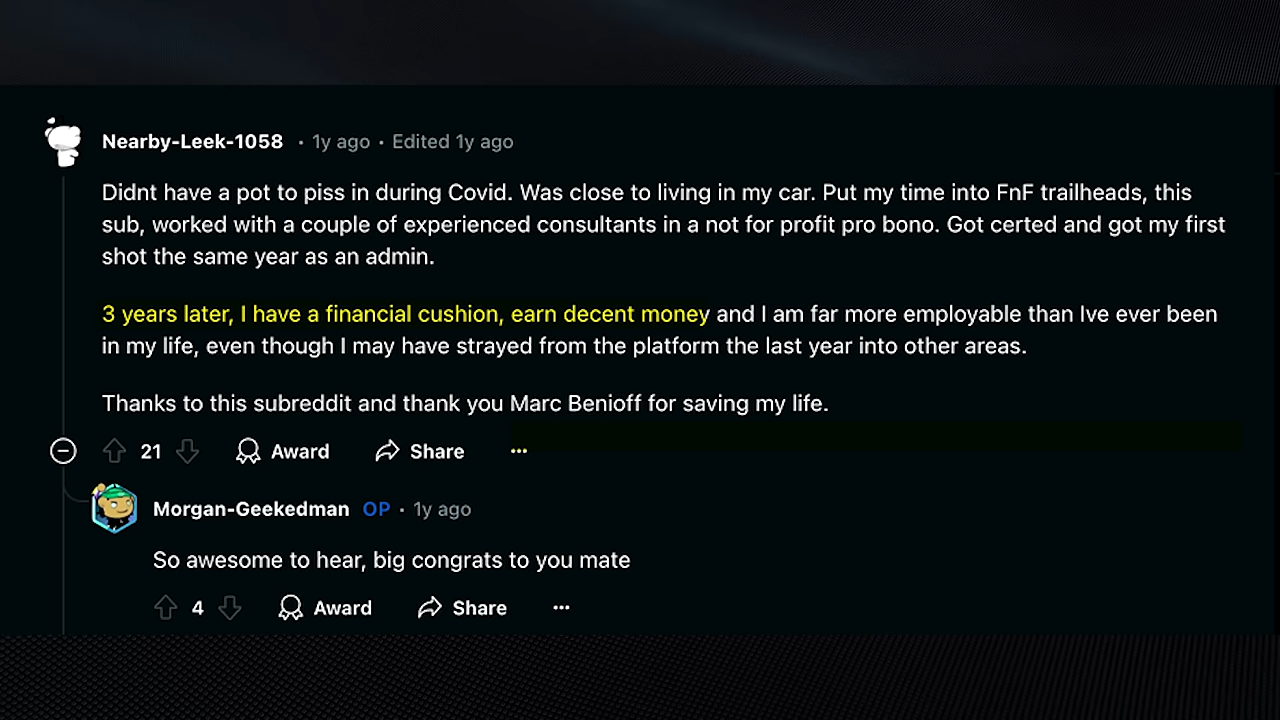 Nearby-Leek-1058 • 1y ago • Edited 1y ago
Didnt have a pot to piss in during Covid. Was close to living in my car. Put my time into FnF trailheads, this
sub, worked with a couple of experienced consultants in a not for profit pro bono. Got certed and got my first
shot the same year as an admin.
3 years later, I have a financial cushion, earn decent money and I am far more employable than Ive ever been
in my life, even though I may have strayed from the platform the last year into other areas.
Thanks to this subreddit and thank you Marc Benioff for saving my life.
21 Award Share ...
Morgan-Geekedman OP • 1y ago
So awesome to hear, big congrats to you mate
4 Award Share ...